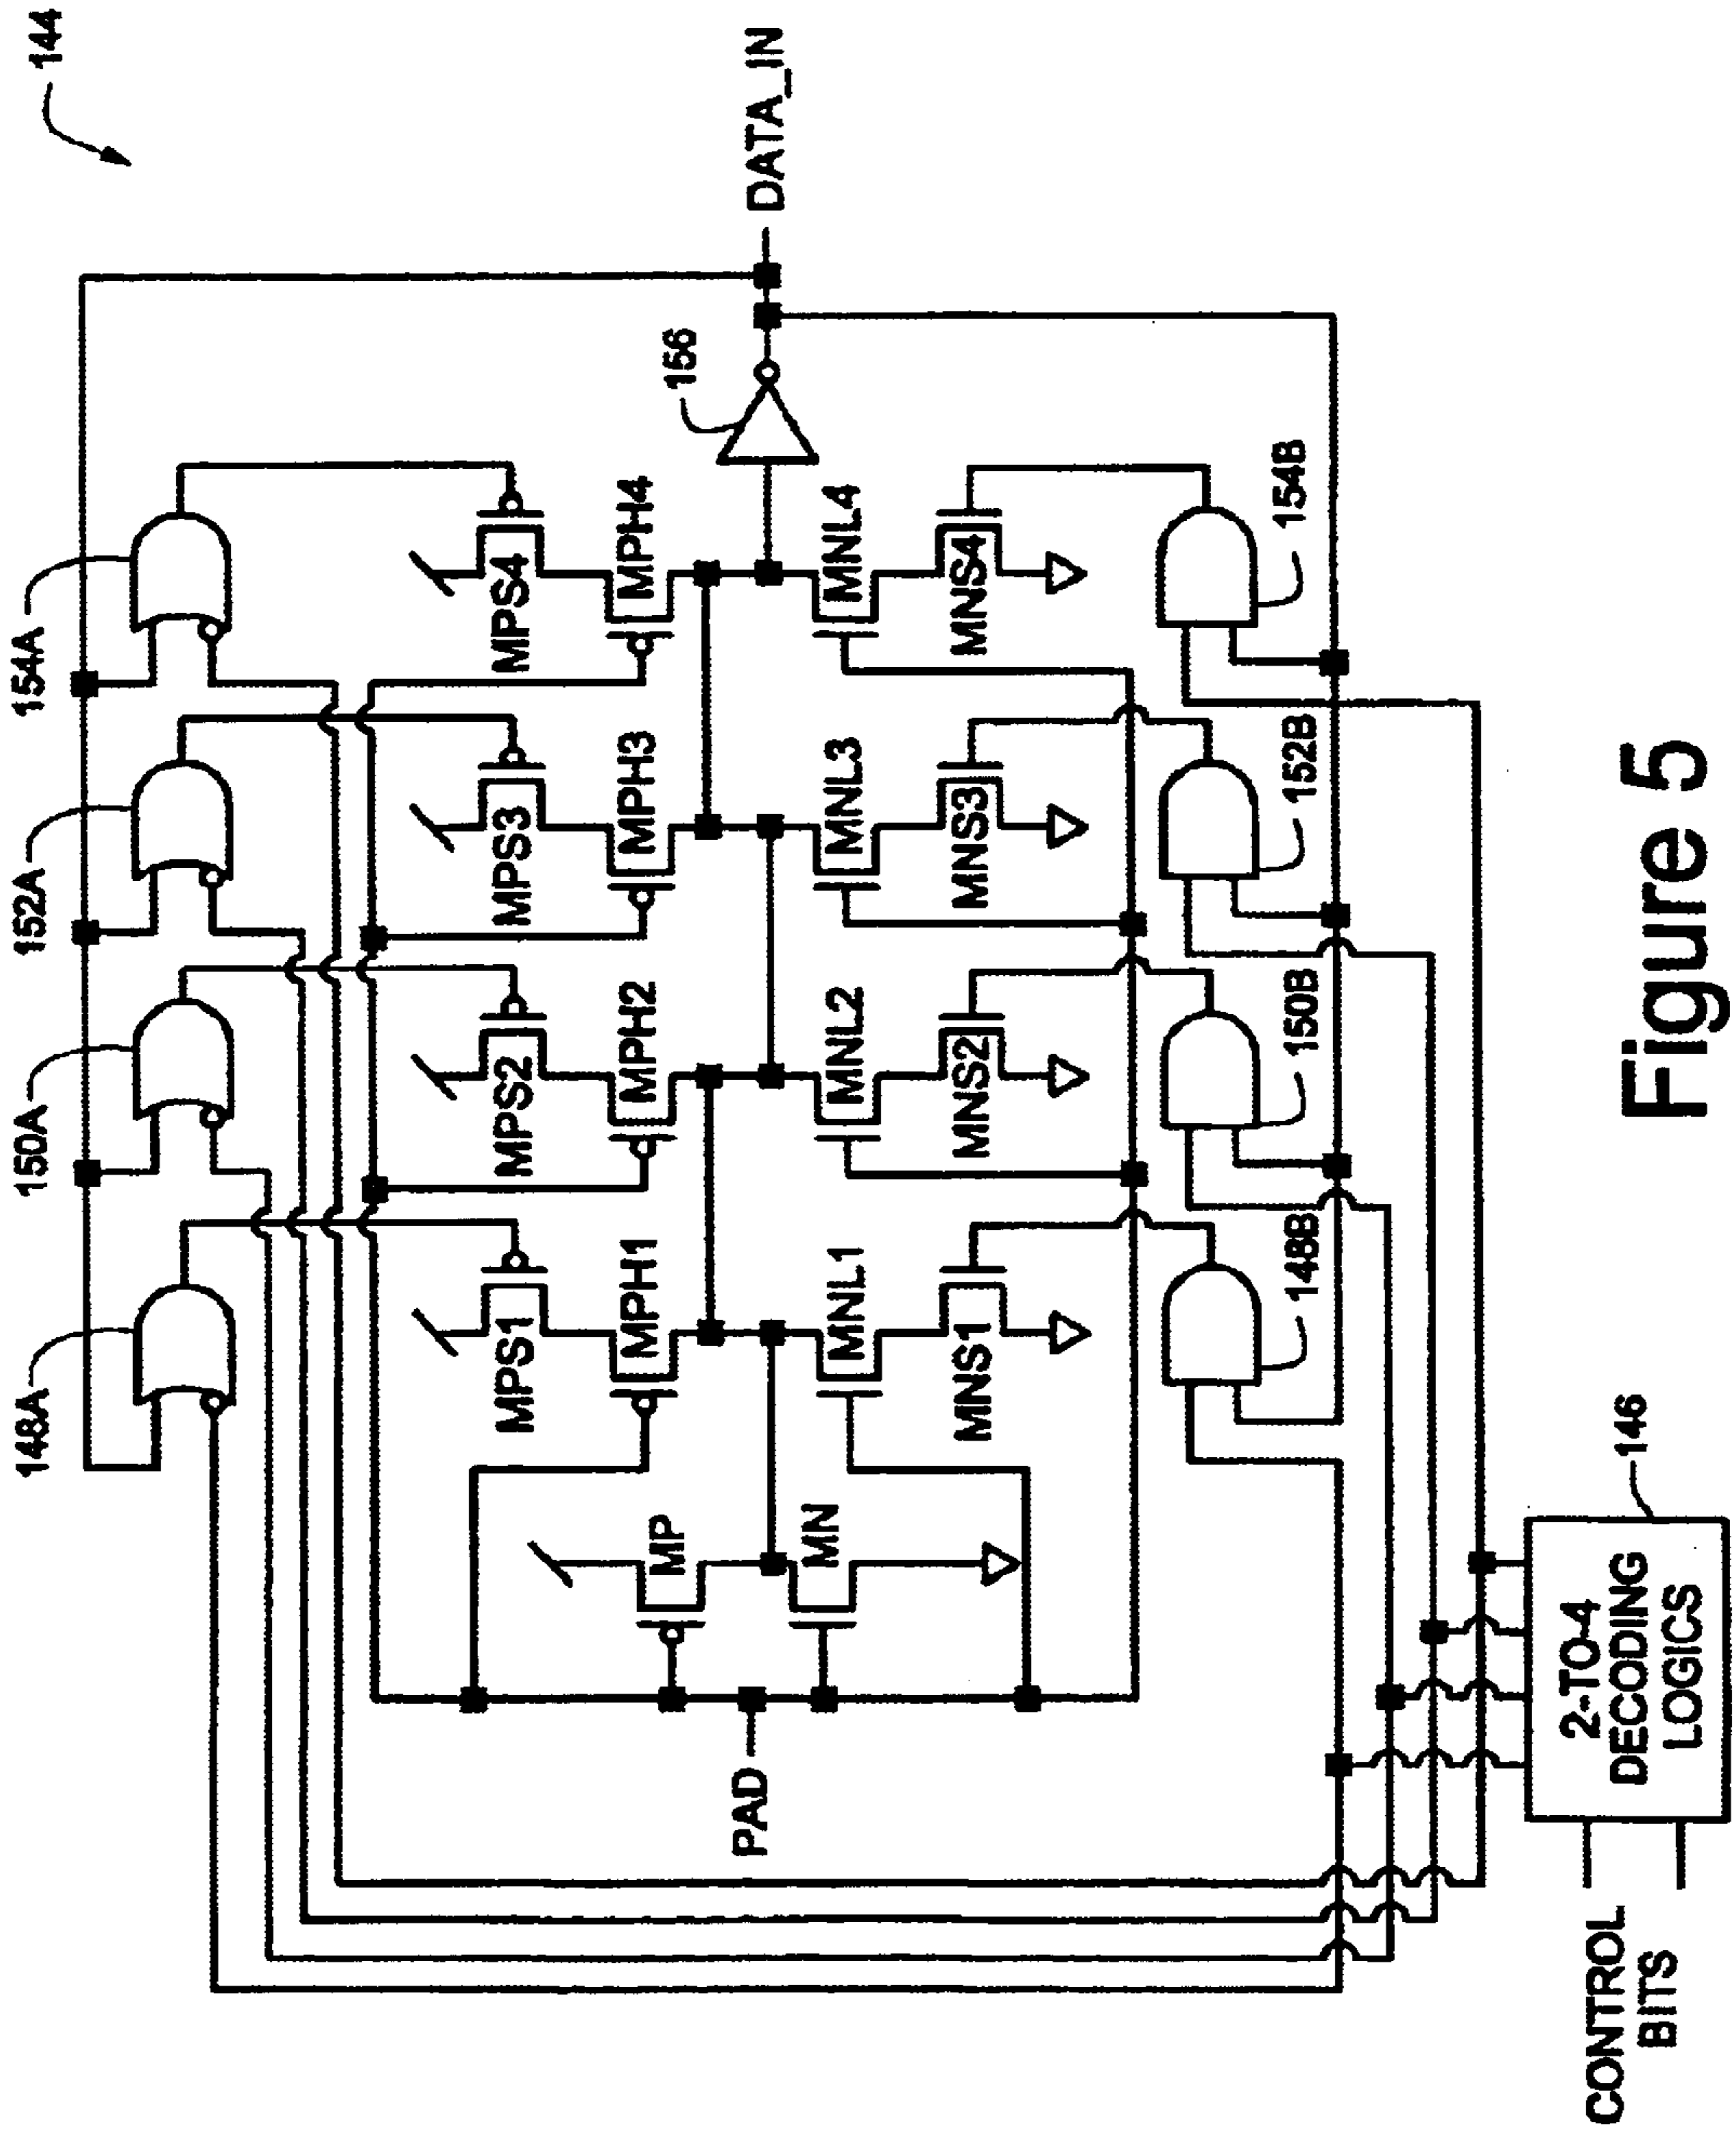 144
148A
150A
152A
154A
MPS1
MPS2
MPS3
MPS4
MPH1
MPH2
MPH3
MPH4
156
MP
PAD
DATA_IN
MN
MNL1
MNL2
MNL3
MNL4
MNS1
MNS2
MNS3
MNS4
148B
150B
152B
154B
146
2-TO-4
DECODING
LOGICS
CONTROL
BITS
Figure 5